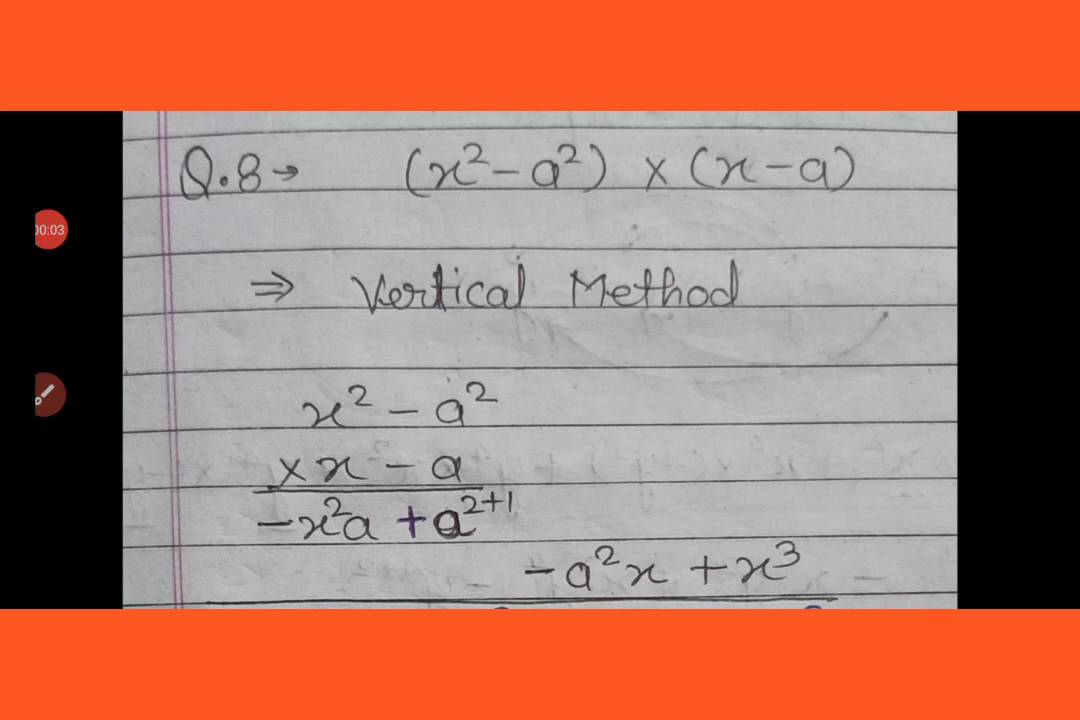 00:03
Q.8→ (x²-a²) × (x-a)
⇒ Vertical Method
x² - a²
× x - a
-x²a + a²⁺¹
-a²x + x³